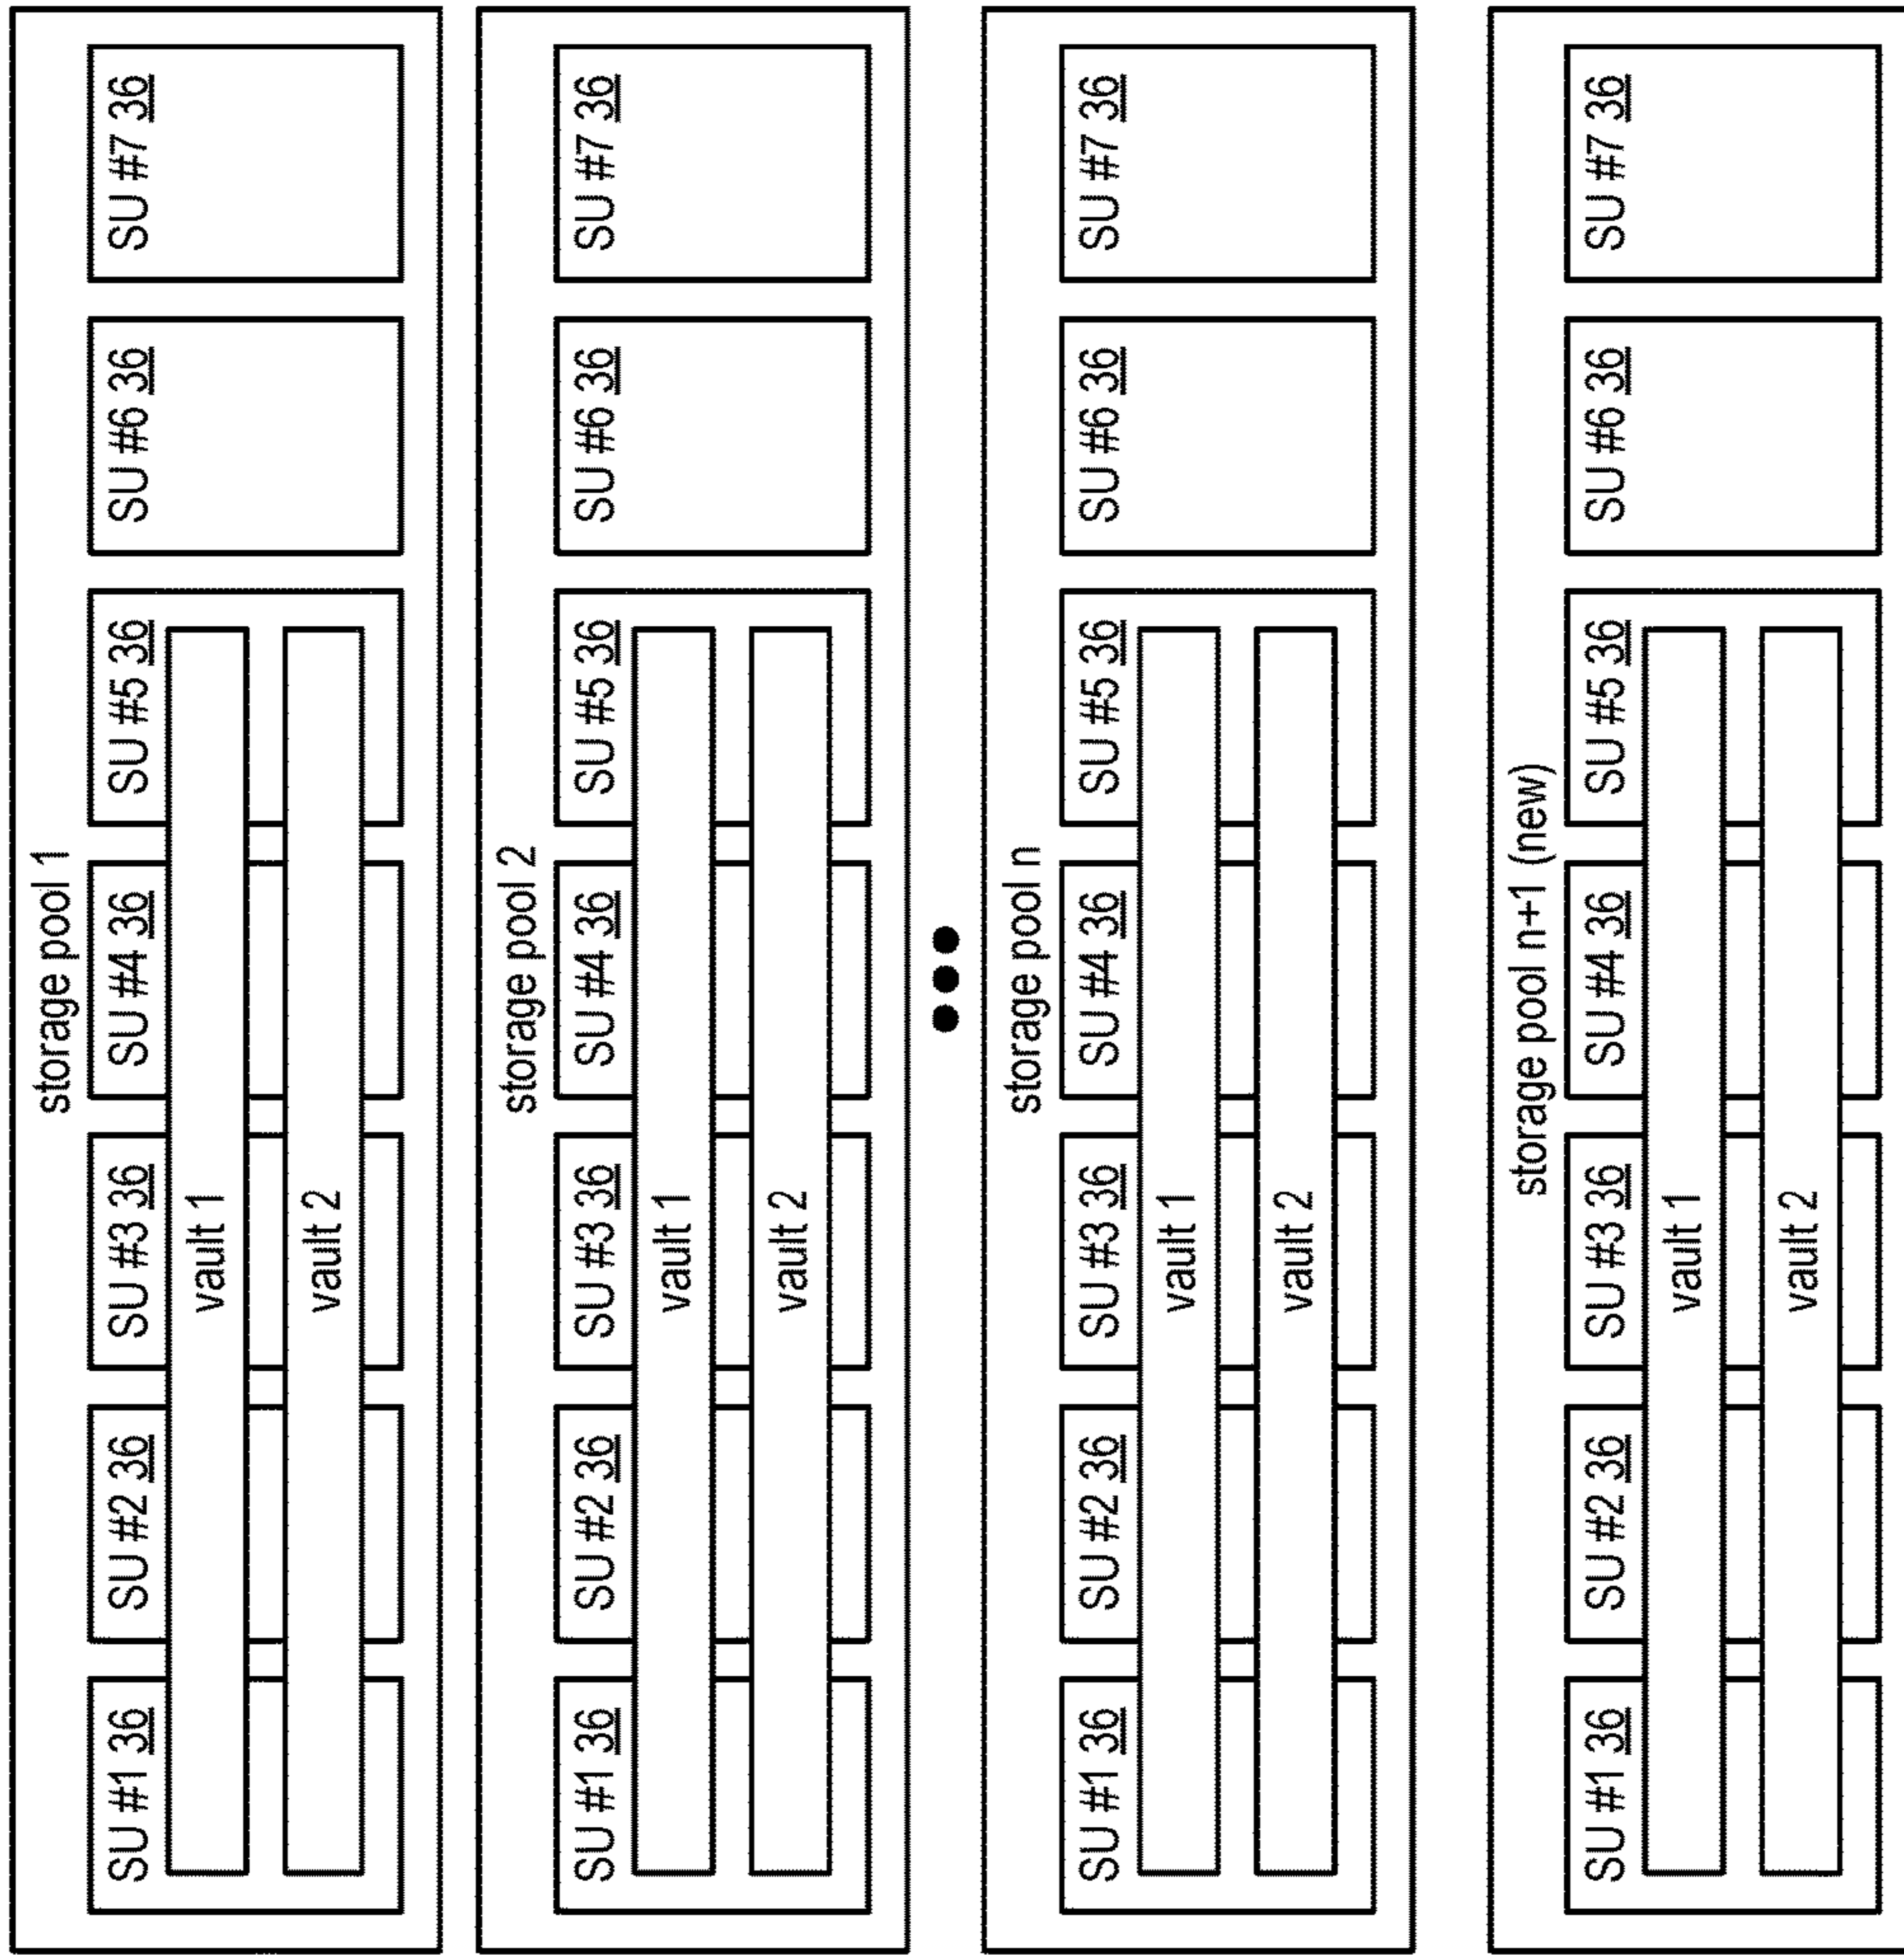 storage pool 1
SU #1 36 SU #2 36 SU #3 36 SU #4 36 SU #5 36 SU #6 36 SU #7 36
vault 1
vault 2
storage pool 2
SU #1 36 SU #2 36 SU #3 36 SU #4 36 SU #5 36 SU #6 36 SU #7 36
vault 1
vault 2
storage pool n
SU #1 36 SU #2 36 SU #3 36 SU #4 36 SU #5 36 SU #6 36 SU #7 36
vault 1
vault 2
storage pool n+1 (new)
SU #1 36 SU #2 36 SU #3 36 SU #4 36 SU #5 36 SU #6 36 SU #7 36
vault 1
vault 2